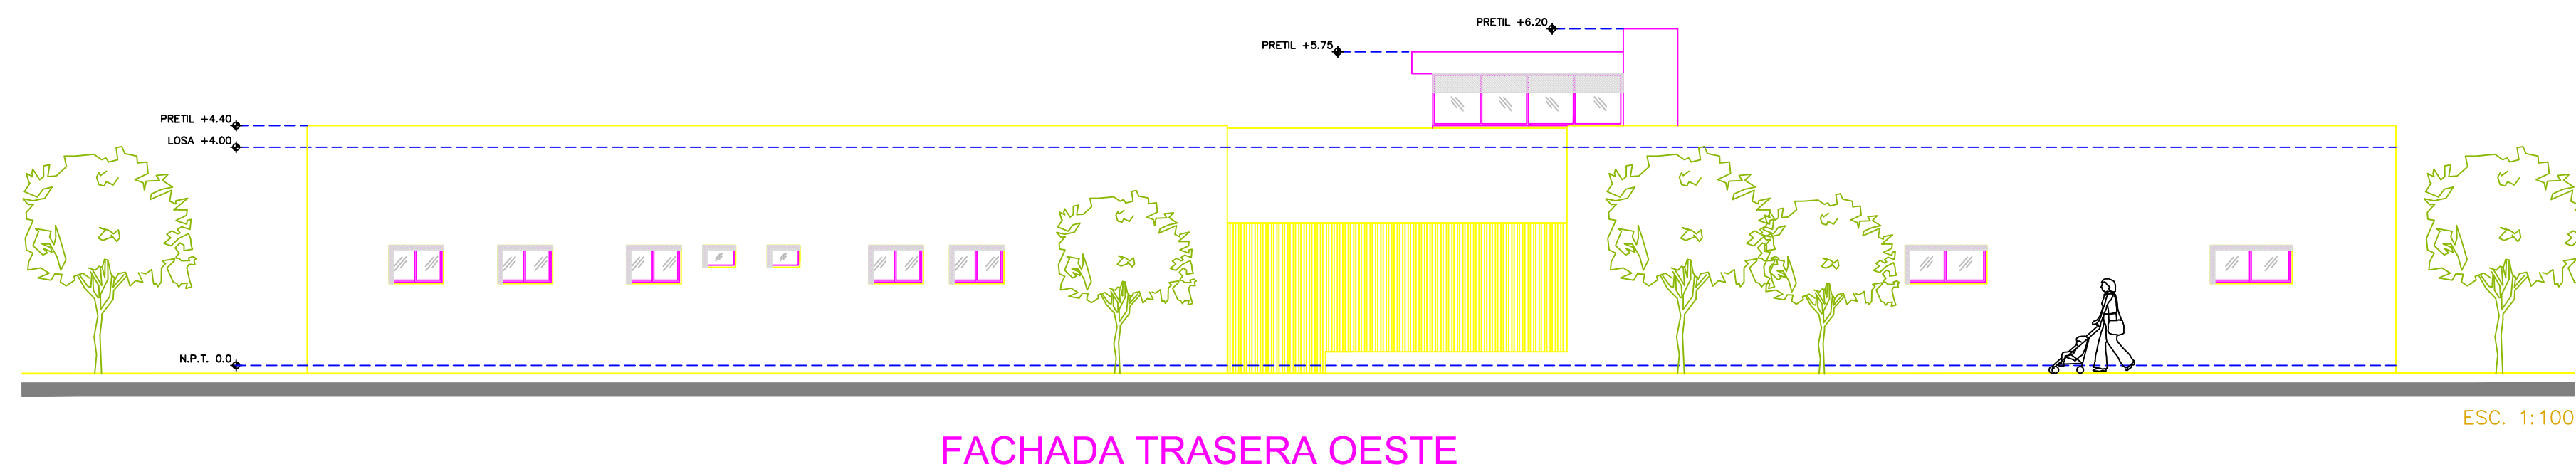 PRETIL +6.20
PRETIL +5.75
PRETIL +4.40
LOSA +4.00
N.P.T. 0.0
ESC. 1:100
FACHADA TRASERA OESTE